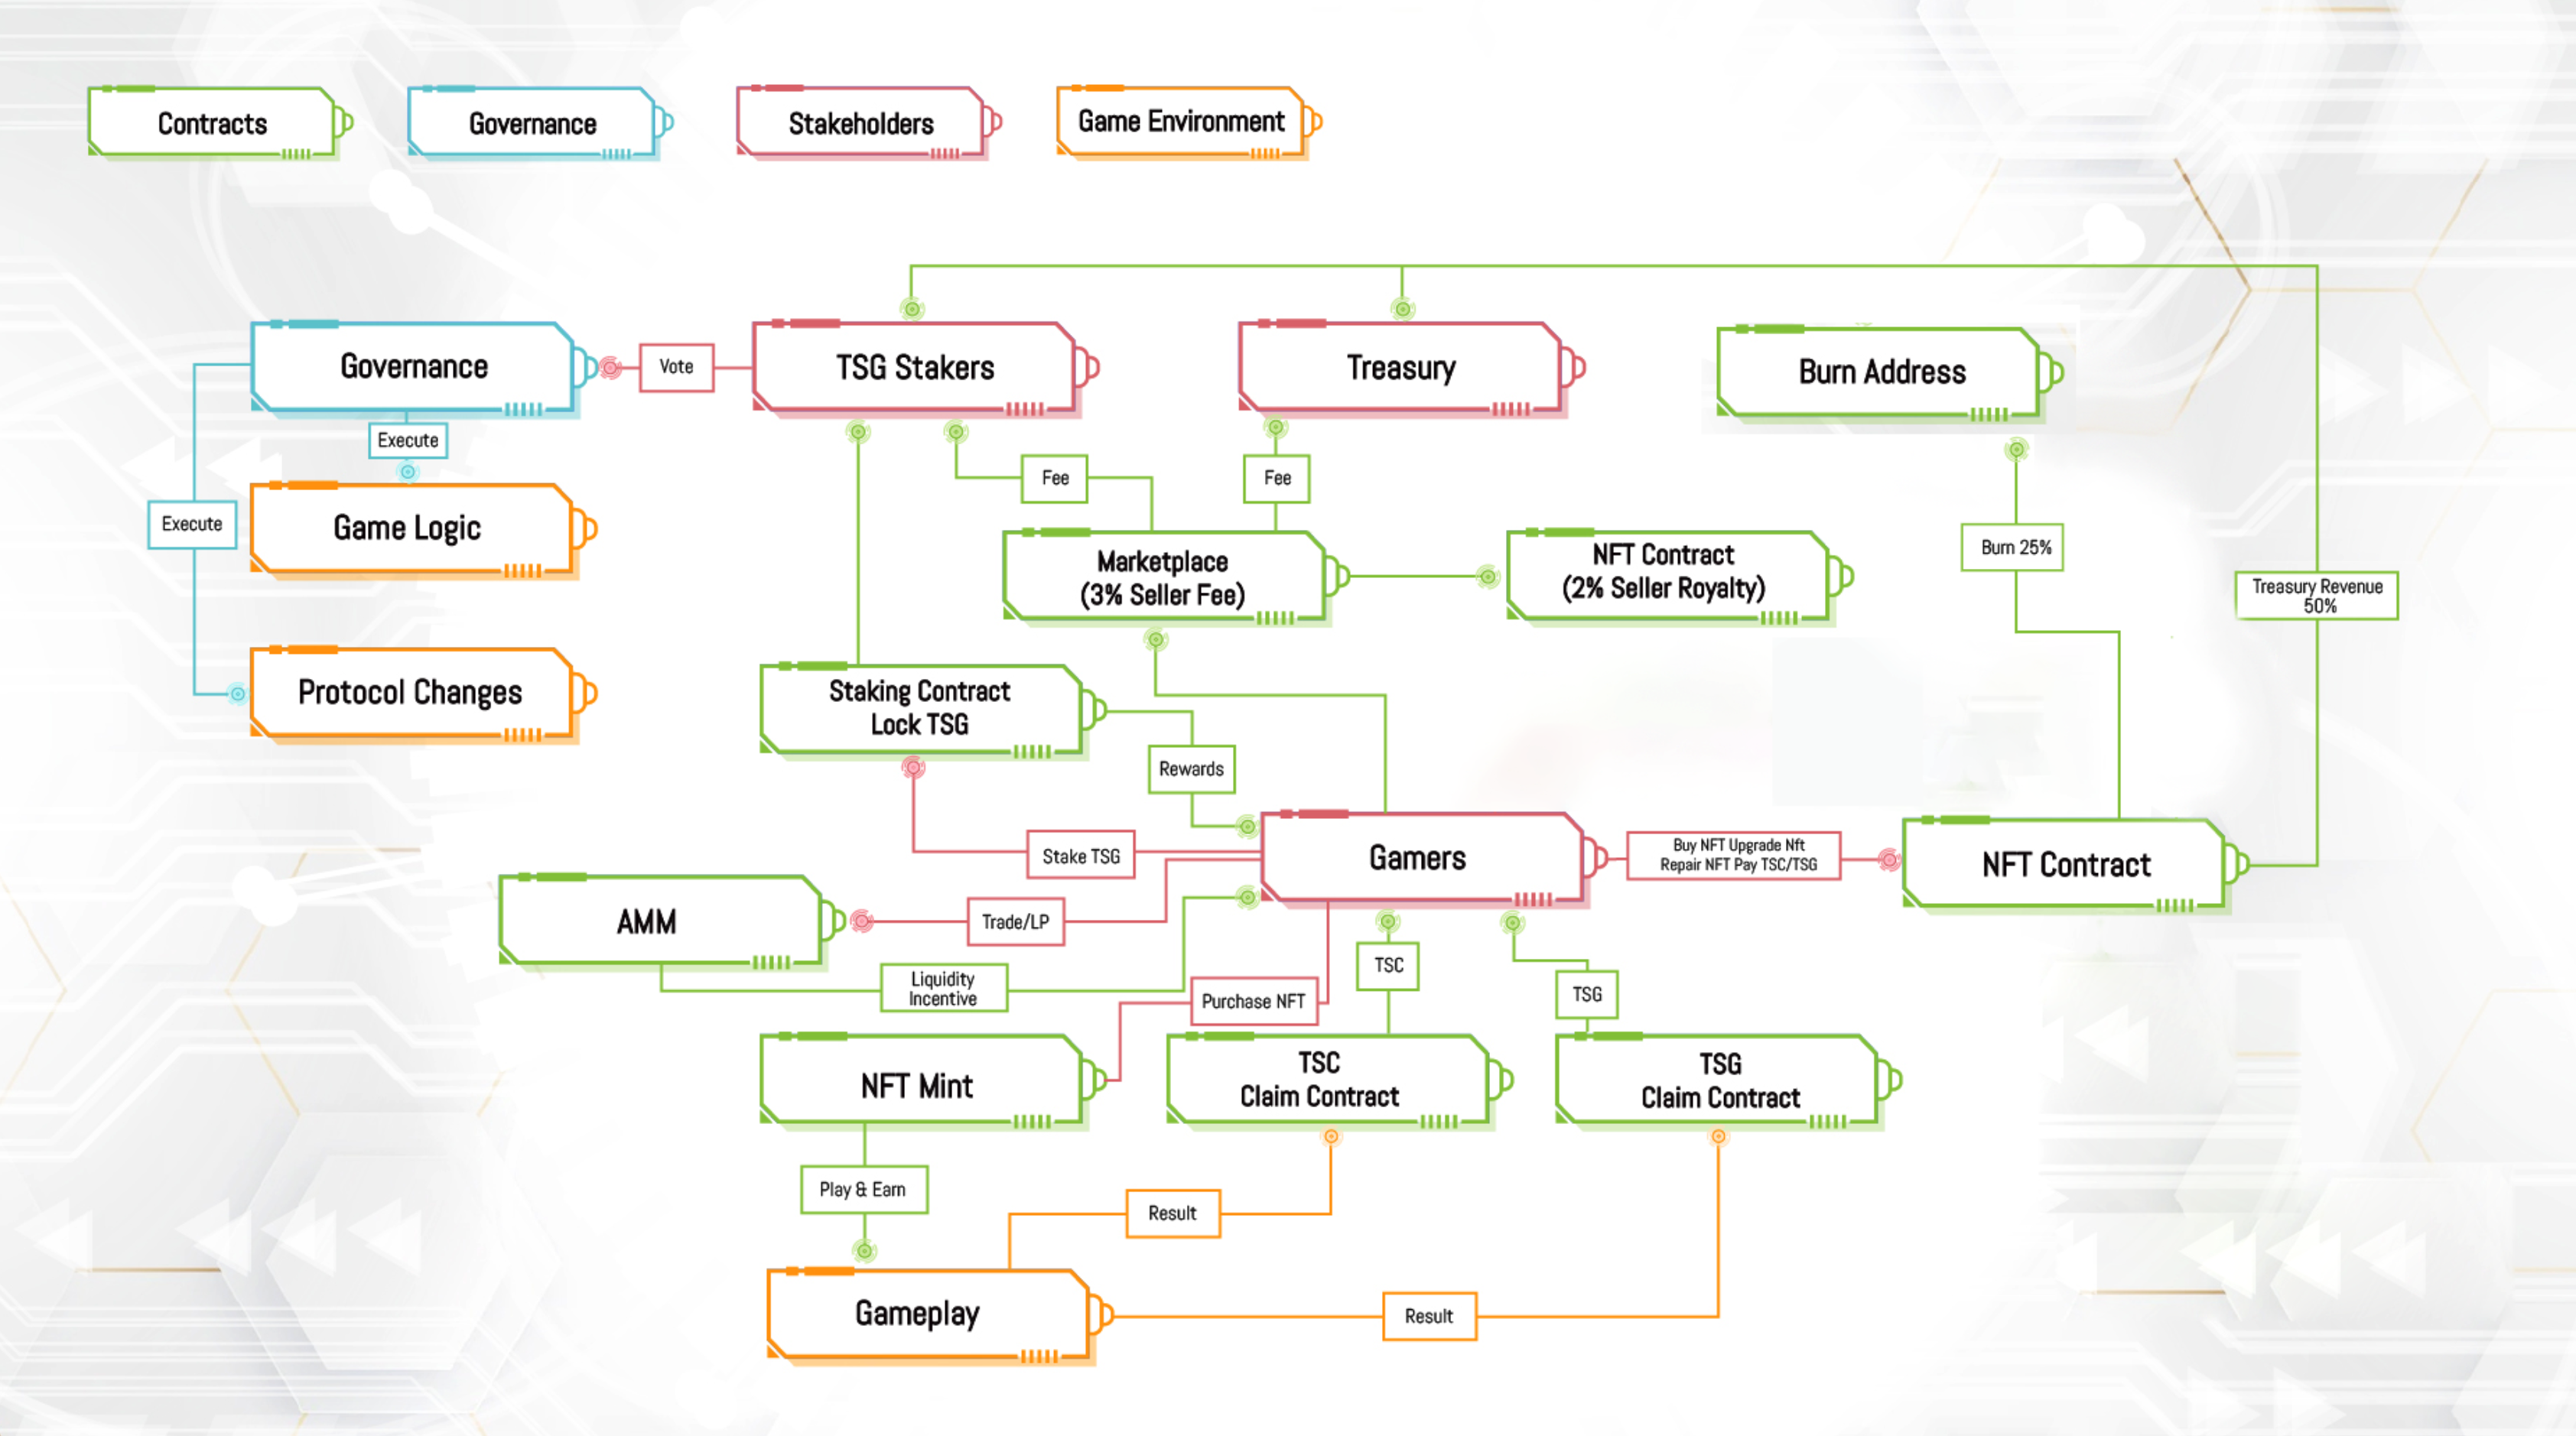 Contracts
Governance
Stakeholders
Game Environment
Governance
Vote
TSG Stakers
Treasury
Burn Address
Execute
Execute
Game Logic
Fee
Fee
Marketplace
(3% Seller Fee)
NFT Contract
(2% Seller Royalty)
Burn 25%
Treasury Revenue
50%
Protocol Changes
Staking Contract
Lock TSG
Rewards
Stake TSG
Gamers
Buy NFT Upgrade Nft
Repair NFT Pay TSC/TSG
NFT Contract
AMM
Trade/LP
Liquidity
Incentive
Purchase NFT
TSC
TSG
NFT Mint
TSC
Claim Contract
TSG
Claim Contract
Play & Earn
Result
Gameplay
Result